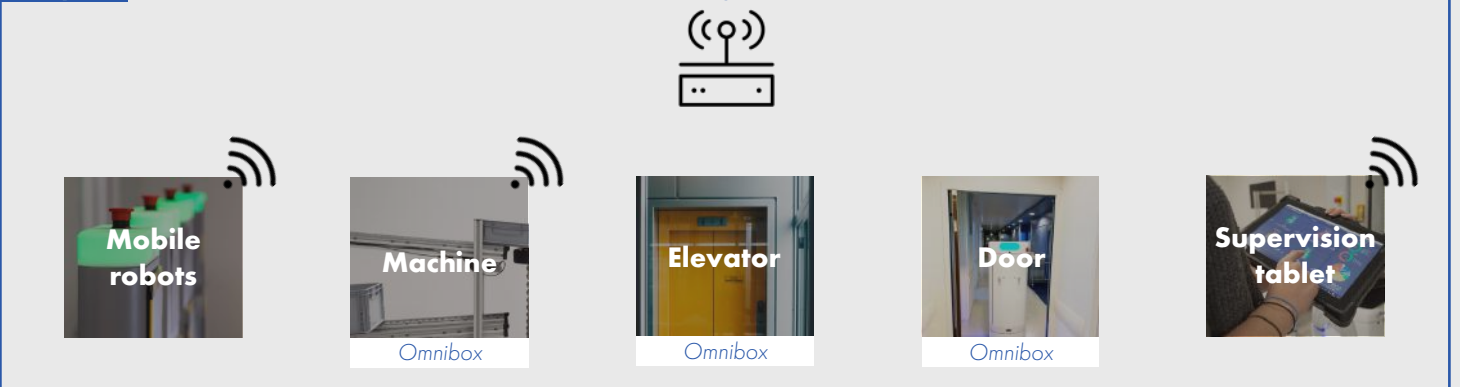 Mobile
robots
Machine
Elevator
Door
Supervision
tablet
Omnibox
Omnibox
Omnibox